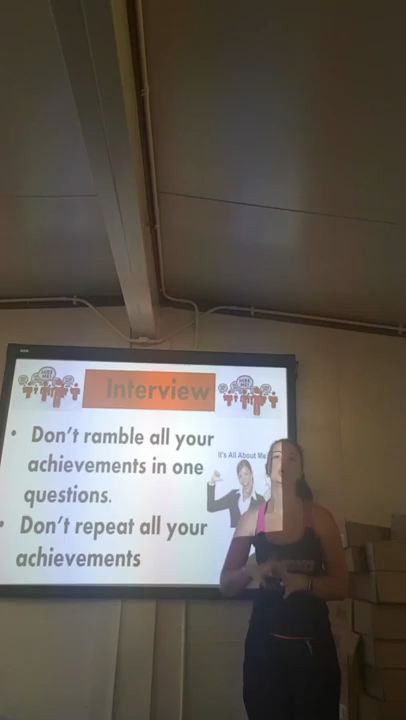 Interview
• Don't ramble all your
achievements in one
questions.
• Don't repeat all your
achievements
It's All About Me